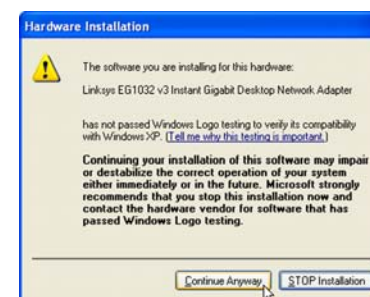 Hardware Installation
The software you are installing for this hardware:
Linksys EG1032 v3 Instant Gigabit Desktop Network Adapter
has not passed Windows Logo testing to verify its compatibility
with Windows XP. (Tell me why this testing is important.)
Continuing your installation of this software may impair
or destabilize the correct operation of your system
either immediately or in the future. Microsoft strongly
recommends that you stop this installation now and
contact the hardware vendor for software that has
passed Windows Logo testing.
Continue Anyway
STOP Installation